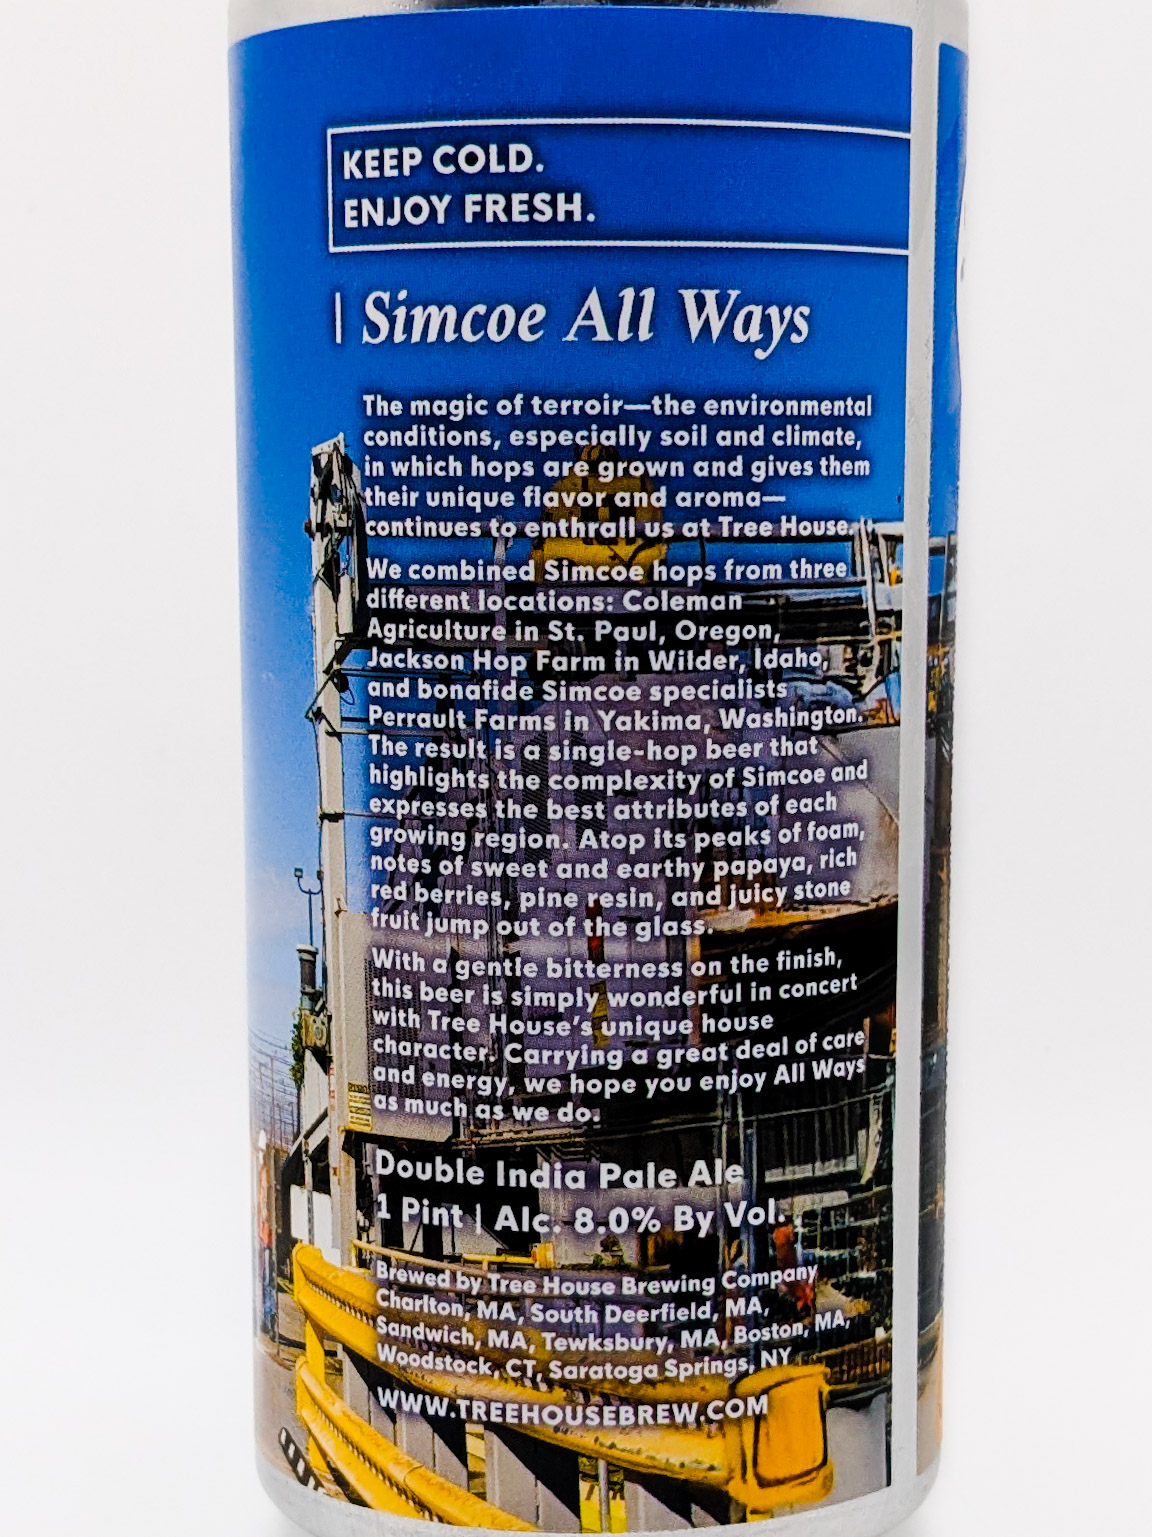 KEEP COLD.
ENJOY FRESH.
Simcoe All Ways
The magic of terroir—the environmental
conditions, especially soil and climate,
in which hops are grown and gives them
their unique flavor and aroma—
continues to enthrall us at Tree House.
We combined Simcoe hops from three
different locations: Coleman
Agriculture in St. Paul, Oregon,
Jackson Hop Farm in Wilder, Idaho,
and bonafide Simcoe specialists
Perrault Farms in Yakima, Washington.
The result is a single-hop beer that
highlights the complexity of Simcoe and
expresses the best attributes of each
growing region. Atop its peaks of foam,
notes of sweet and earthy papaya, rich
red berries, pine resin, and juicy stone
fruit jump out of the glass.
With a gentle bitterness on the finish,
this beer is simply wonderful in concert
with Tree House's unique house
character. Carrying a great deal of care
and energy, we hope you enjoy All Ways
as much as we do.
Double India Pale Ale
1 Pint | Alc. 8.0% By Vol.
Brewed by Tree House Brewing Company
Charlton, MA, South Deerfield, MA,
Sandwich, MA, Tewksbury, MA, Boston, MA,
Woodstock, CT, Saratoga Springs, NY
WWW.TREEHOUSEBREW.COM